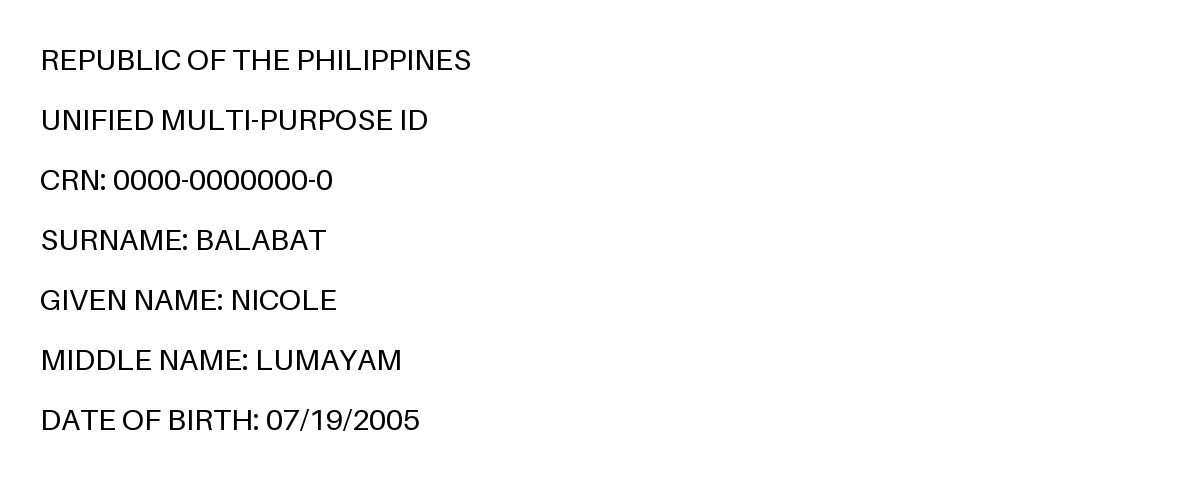 REPUBLIC OF THE PHILIPPINES
UNIFIED MULTI-PURPOSE ID
CRN: 0000-0000000-0
SURNAME: BALABAT
GIVEN NAME: NICOLE
MIDDLE NAME: LUMAYAM
DATE OF BIRTH: 07/19/2005